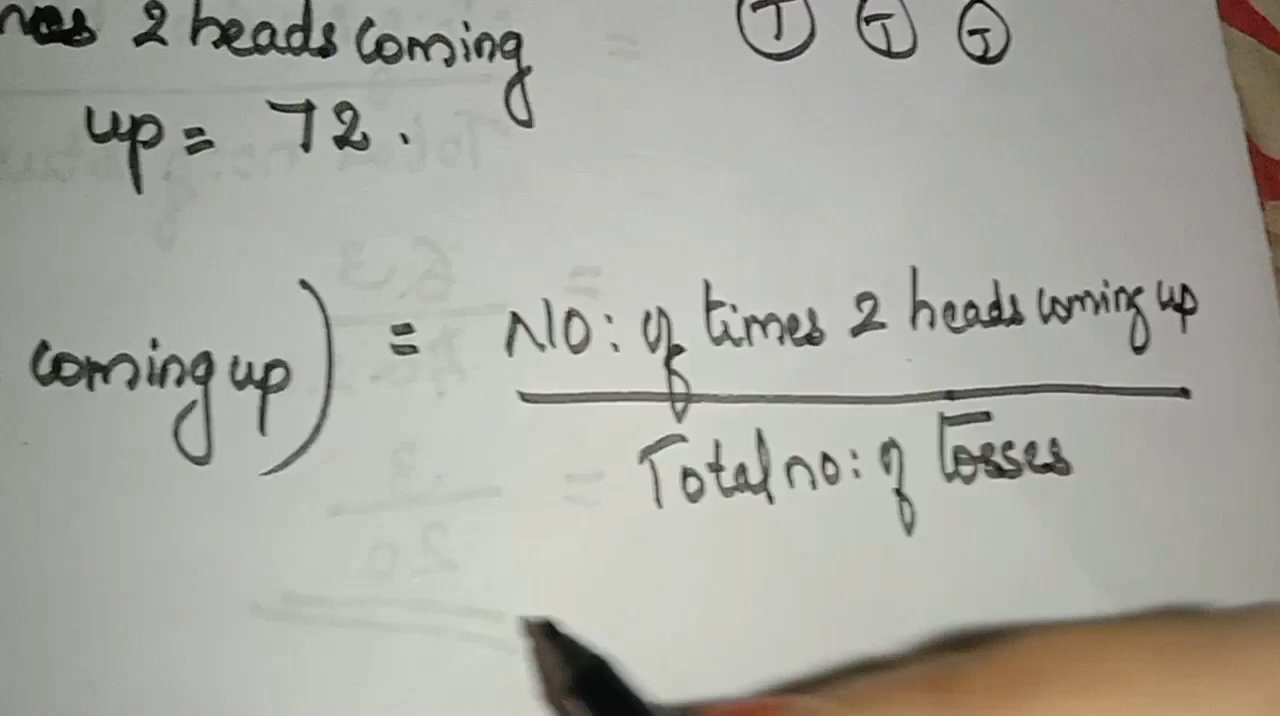 2 heads coming
Ⓣ Ⓣ Ⓣ
up = 72.
coming up) = NO: of times 2 heads coming up
Total no: of Tosses